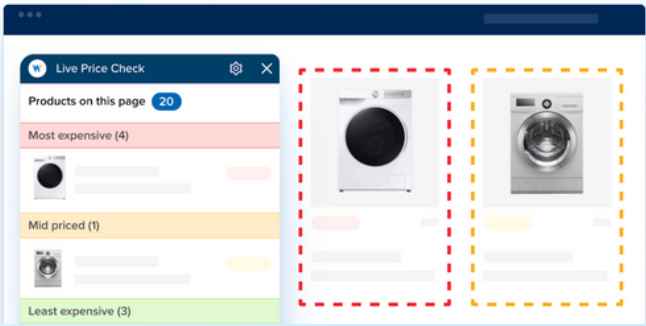 Live Price Check
Products on this page 20
Most expensive (4)
Mid priced (1)
Least expensive (3)